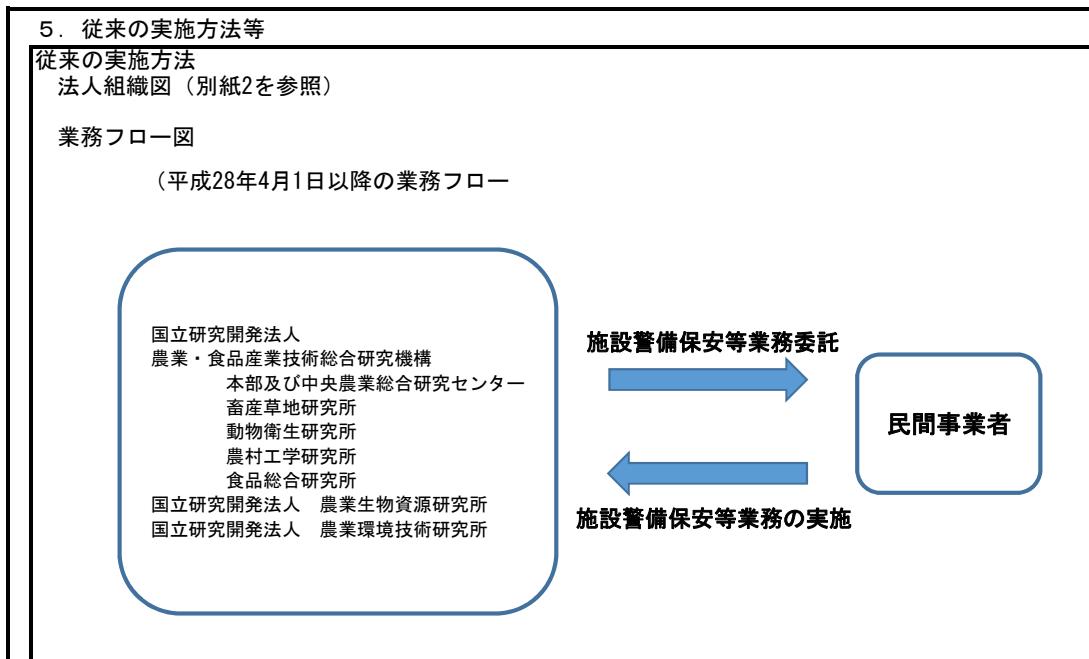 ５．従来の実施方法等
従来の実施方法
法人組織図（別紙2を参照）
業務フロー図
（平成28年4月1日以降の業務フロー
国立研究開発法人
農業・食品産業技術総合研究機構
本部及び中央農業総合研究センター
畜産草地研究所
動物衛生研究所
農村工学研究所
食品総合研究所
国立研究開発法人　農業生物資源研究所
国立研究開発法人　農業環境技術研究所
施設警備保安等業務委託
施設警備保安等業務の実施
民間事業者